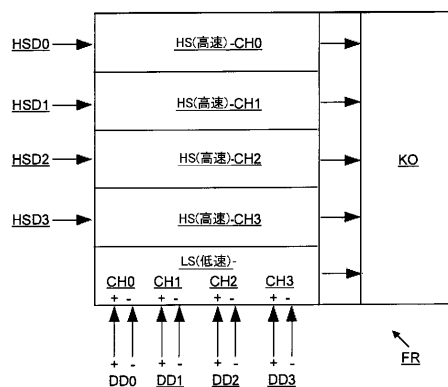 HSD0 HS(高速)-CH0
HSD1 HS(高速)-CH1
HSD2 HS(高速)-CH2 KO
HSD3 HS(高速)-CH3
LS(低速)-
CH0 CH1 CH2 CH3
+ - + - + - + -
+ - + - + - + -
DD0 DD1 DD2 DD3
FR